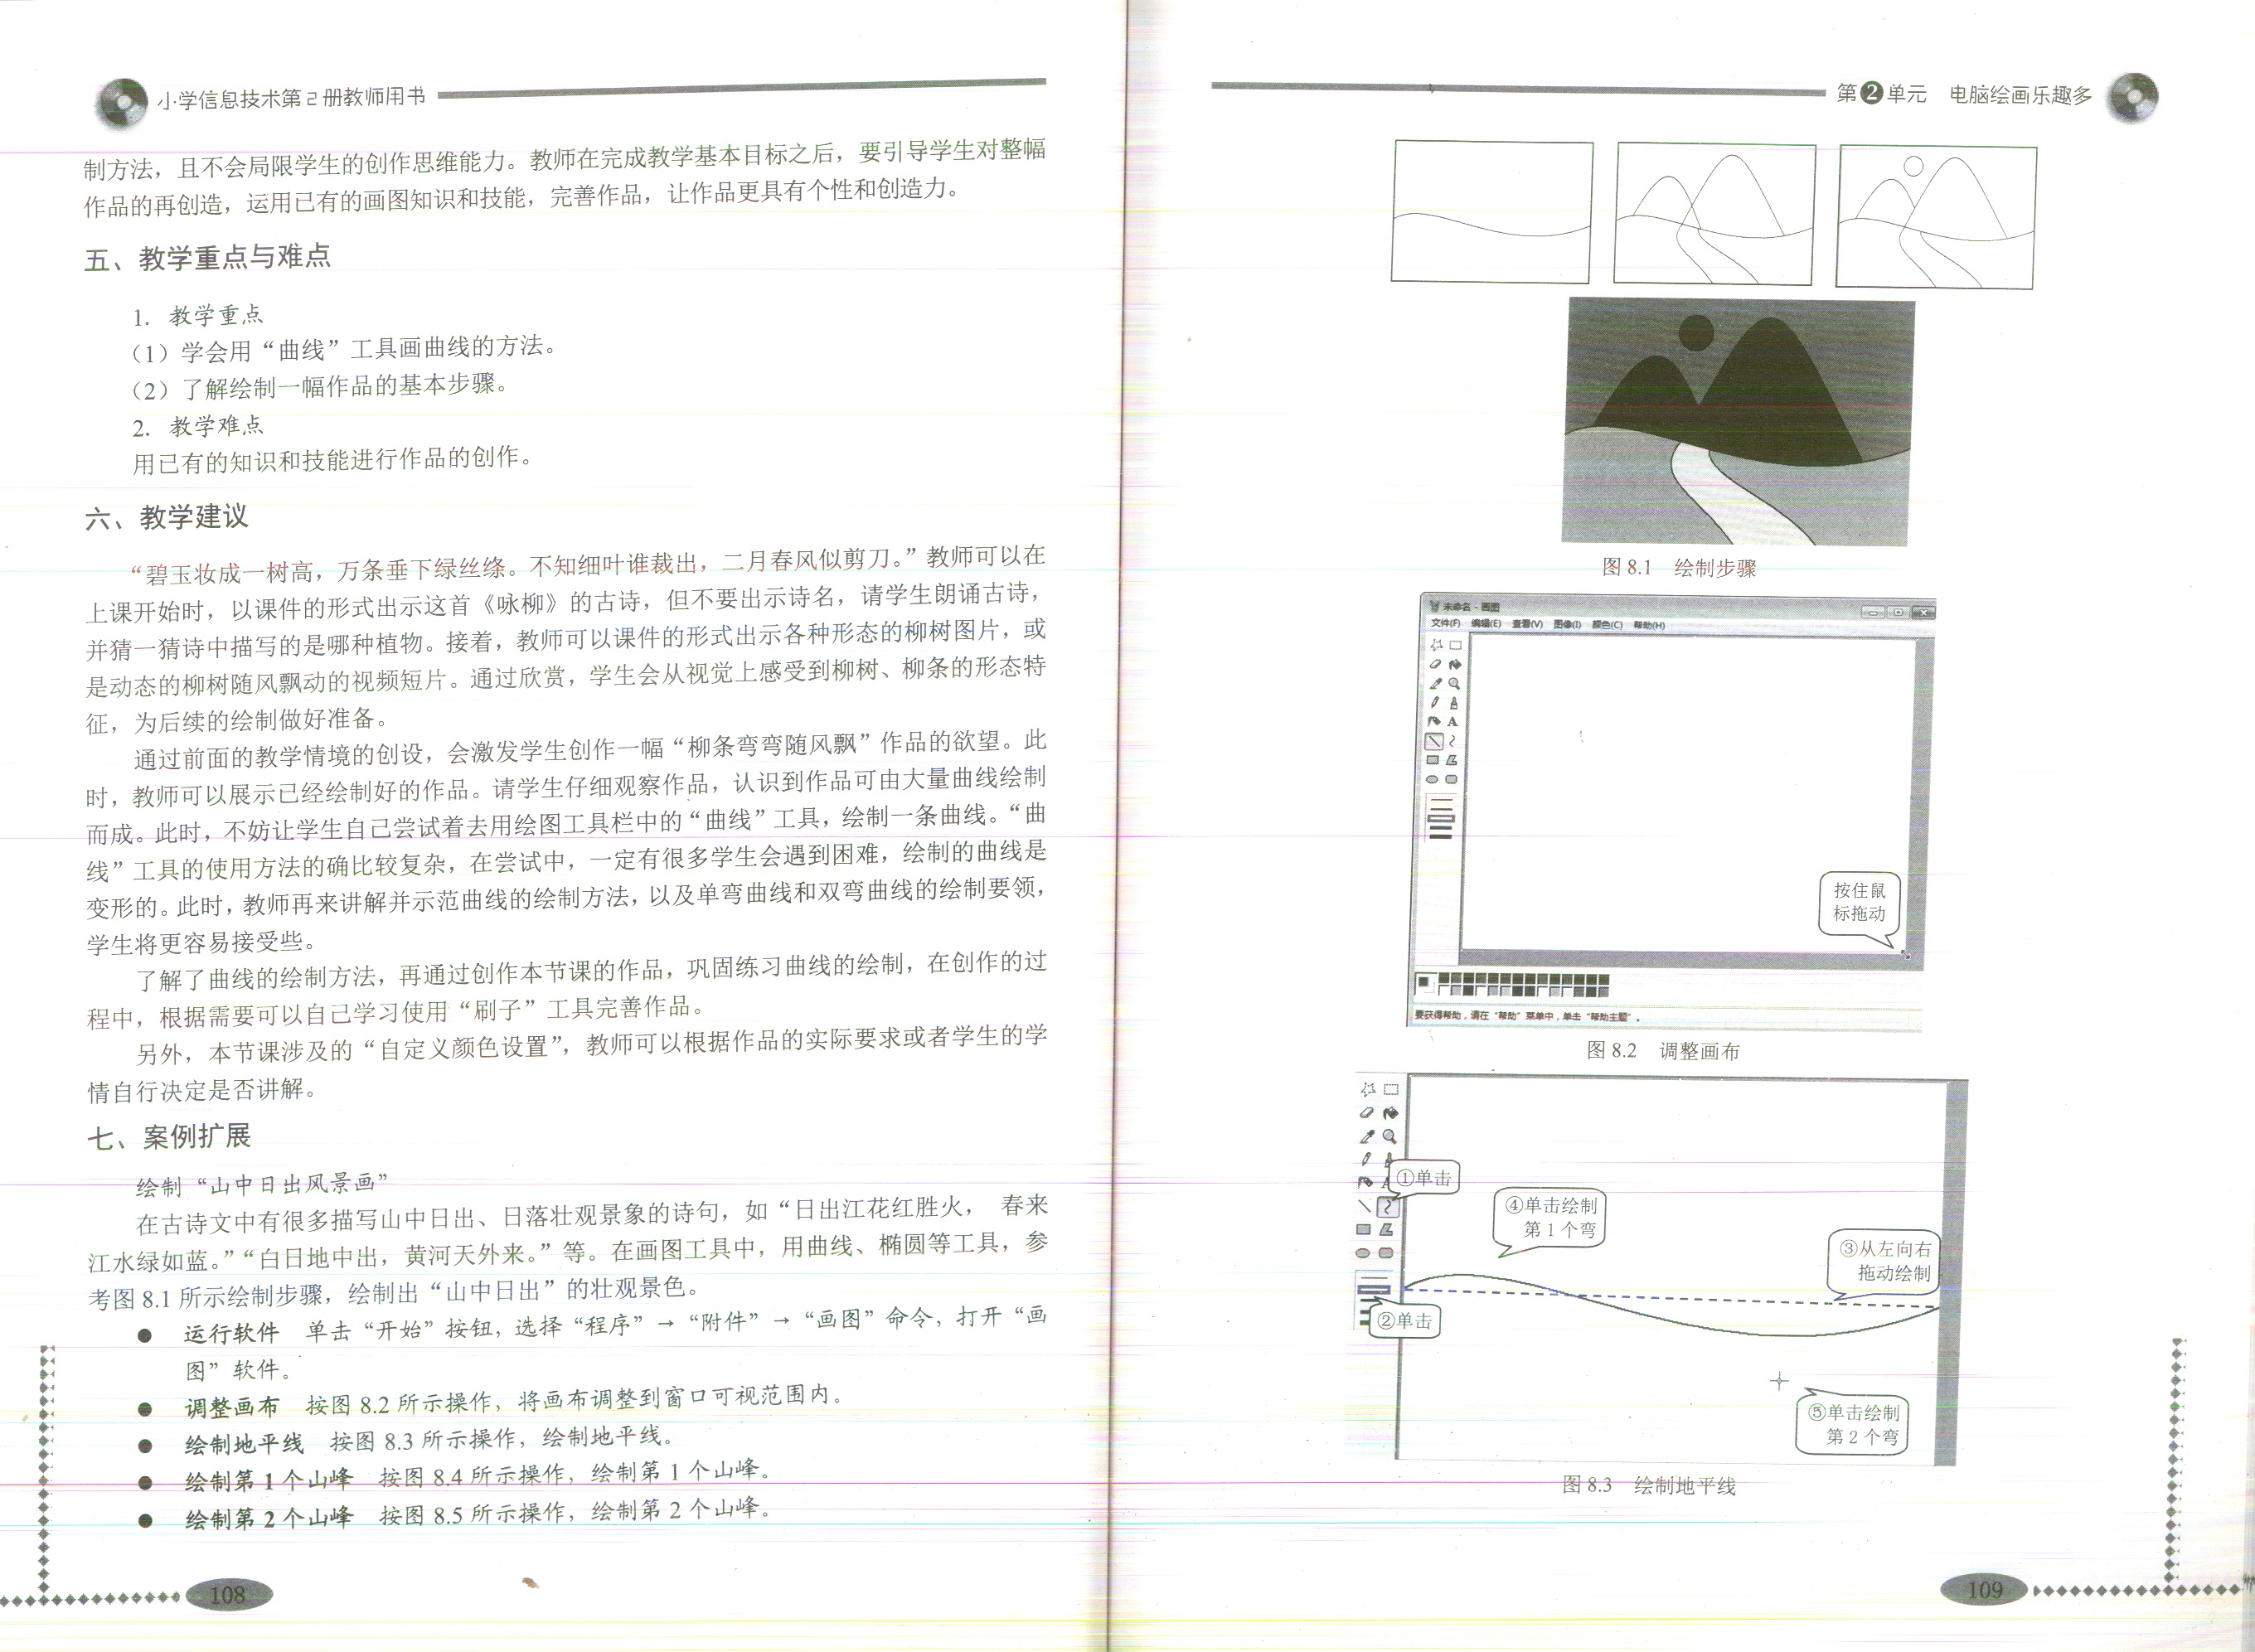 小学信息技术第2册教师用书
制方法，且不会局限学生的创作思维能力。教师在完成教学基本目标之后，要引导学生对整幅
作品的再创造，运用已有的画图知识和技能，完善作品，让作品更具有个性和创造力。
五、教学重点与难点
1. 教学重点
（1）学会用“曲线”工具画曲线的方法。
（2）了解绘制一幅作品的基本步骤。
2. 教学难点
用已有的知识和技能进行作品的创作。
六、教学建议
“碧玉妆成一树高，万条垂下绿丝绦。不知细叶谁裁出，二月春风似剪刀。”教师可以在
上课开始时，以课件的形式出示这首《咏柳》的古诗，但不要出示诗名，请学生朗诵古诗，
并猜一猜诗中描写的是哪种植物。接着，教师可以课件的形式出示各种形态的柳树图片，或
是动态的柳树随风飘动的视频短片。通过欣赏，学生会从视觉上感受到柳树、柳条的形态特
征，为后续的绘制做好准备。
通过前面的教学情境的创设，会激发学生创作一幅“柳条弯弯随风飘”作品的欲望。此
时，教师可以展示已经绘制好的作品。请学生仔细观察作品，认识到作品可由大量曲线绘制
而成。此时，不妨让学生自己尝试着去用绘图工具栏中的“曲线”工具，绘制一条曲线。“曲
线”工具的使用方法的确比较复杂，在尝试中，一定有很多学生会遇到困难，绘制的曲线是
变形的。此时，教师再来讲解并示范曲线的绘制方法，以及单弯曲线和双弯曲线的绘制要领，
学生将更容易接受些。
了解了曲线的绘制方法，再通过创作本节课的作品，巩固练习曲线的绘制，在创作的过
程中，根据需要可以自己学习使用“刷子”工具完善作品。
另外，本节课涉及的“自定义颜色设置”，教师可以根据作品的实际要求或者学生的学
情自行决定是否讲解。
七、案例扩展
绘制“山中日出风景画”
在古诗文中有很多描写山中日出、日落壮观景象的诗句，如“日出江花红胜火， 春来
江水绿如蓝。”“白日地中出，黄河天外来。”等。在画图工具中，用曲线、椭圆等工具，参
考图 8.1 所示绘制步骤，绘制出“山中日出”的壮观景色。
● 运行软件 单击“开始”按钮，选择“程序”→“附件”→“画图”命令，打开“画
图”软件。
● 调整画布 按图 8.2 所示操作，将画布调整到窗口可视范围内。
● 绘制地平线 按图 8.3 所示操作，绘制地平线。
● 绘制第 1 个山峰 按图 8.4 所示操作，绘制第 1 个山峰。
● 绘制第 2 个山峰 按图 8.5 所示操作，绘制第 2 个山峰。
108
第2单元 电脑绘画乐趣多
图 8.1 绘制步骤
未命名 - 画图
文件(F) 编辑(E) 查看(V) 图像(I) 颜色(C) 帮助(H)
A
按住鼠
标拖动
要获得帮助，请在“帮助”菜单中，单击“帮助主题”。
图 8.2 调整画布
①单击
④单击绘制
第 1 个弯
③从左向右
拖动绘制
②单击
⑤单击绘制
第 2 个弯
图 8.3 绘制地平线
109